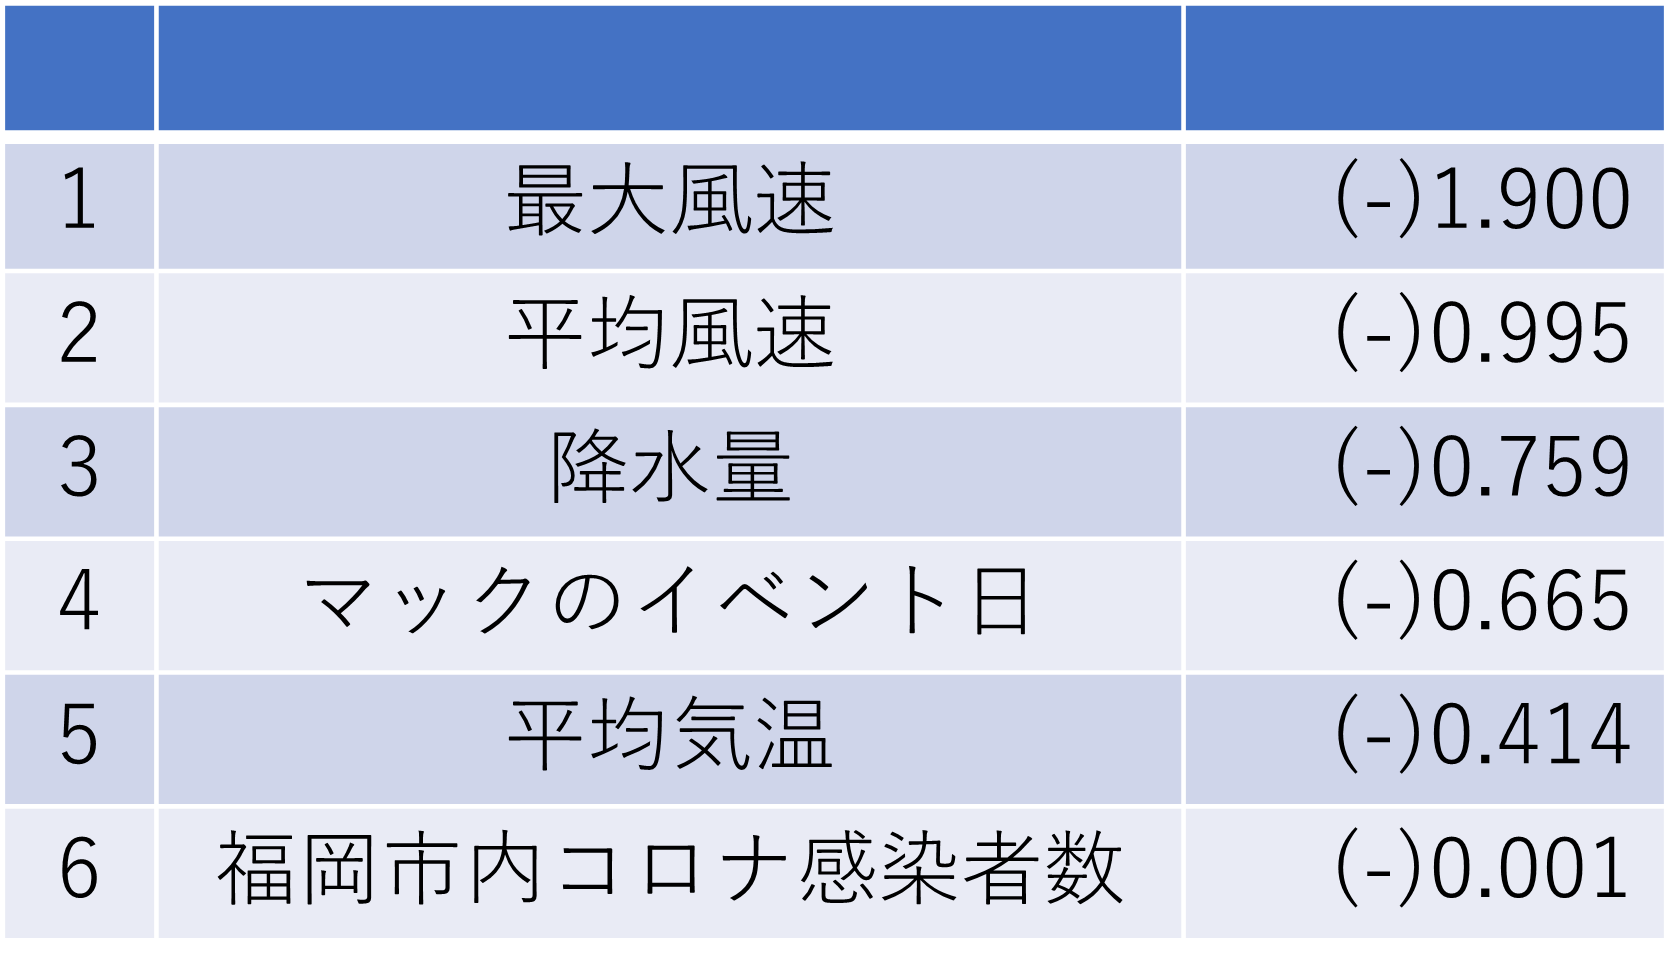 1 最大風速 (-)1.900
2 平均風速 (-)0.995
3 降水量 (-)0.759
4 マックのイベント日 (-)0.665
5 平均気温 (-)0.414
6 福岡市内コロナ感染者数 (-)0.001